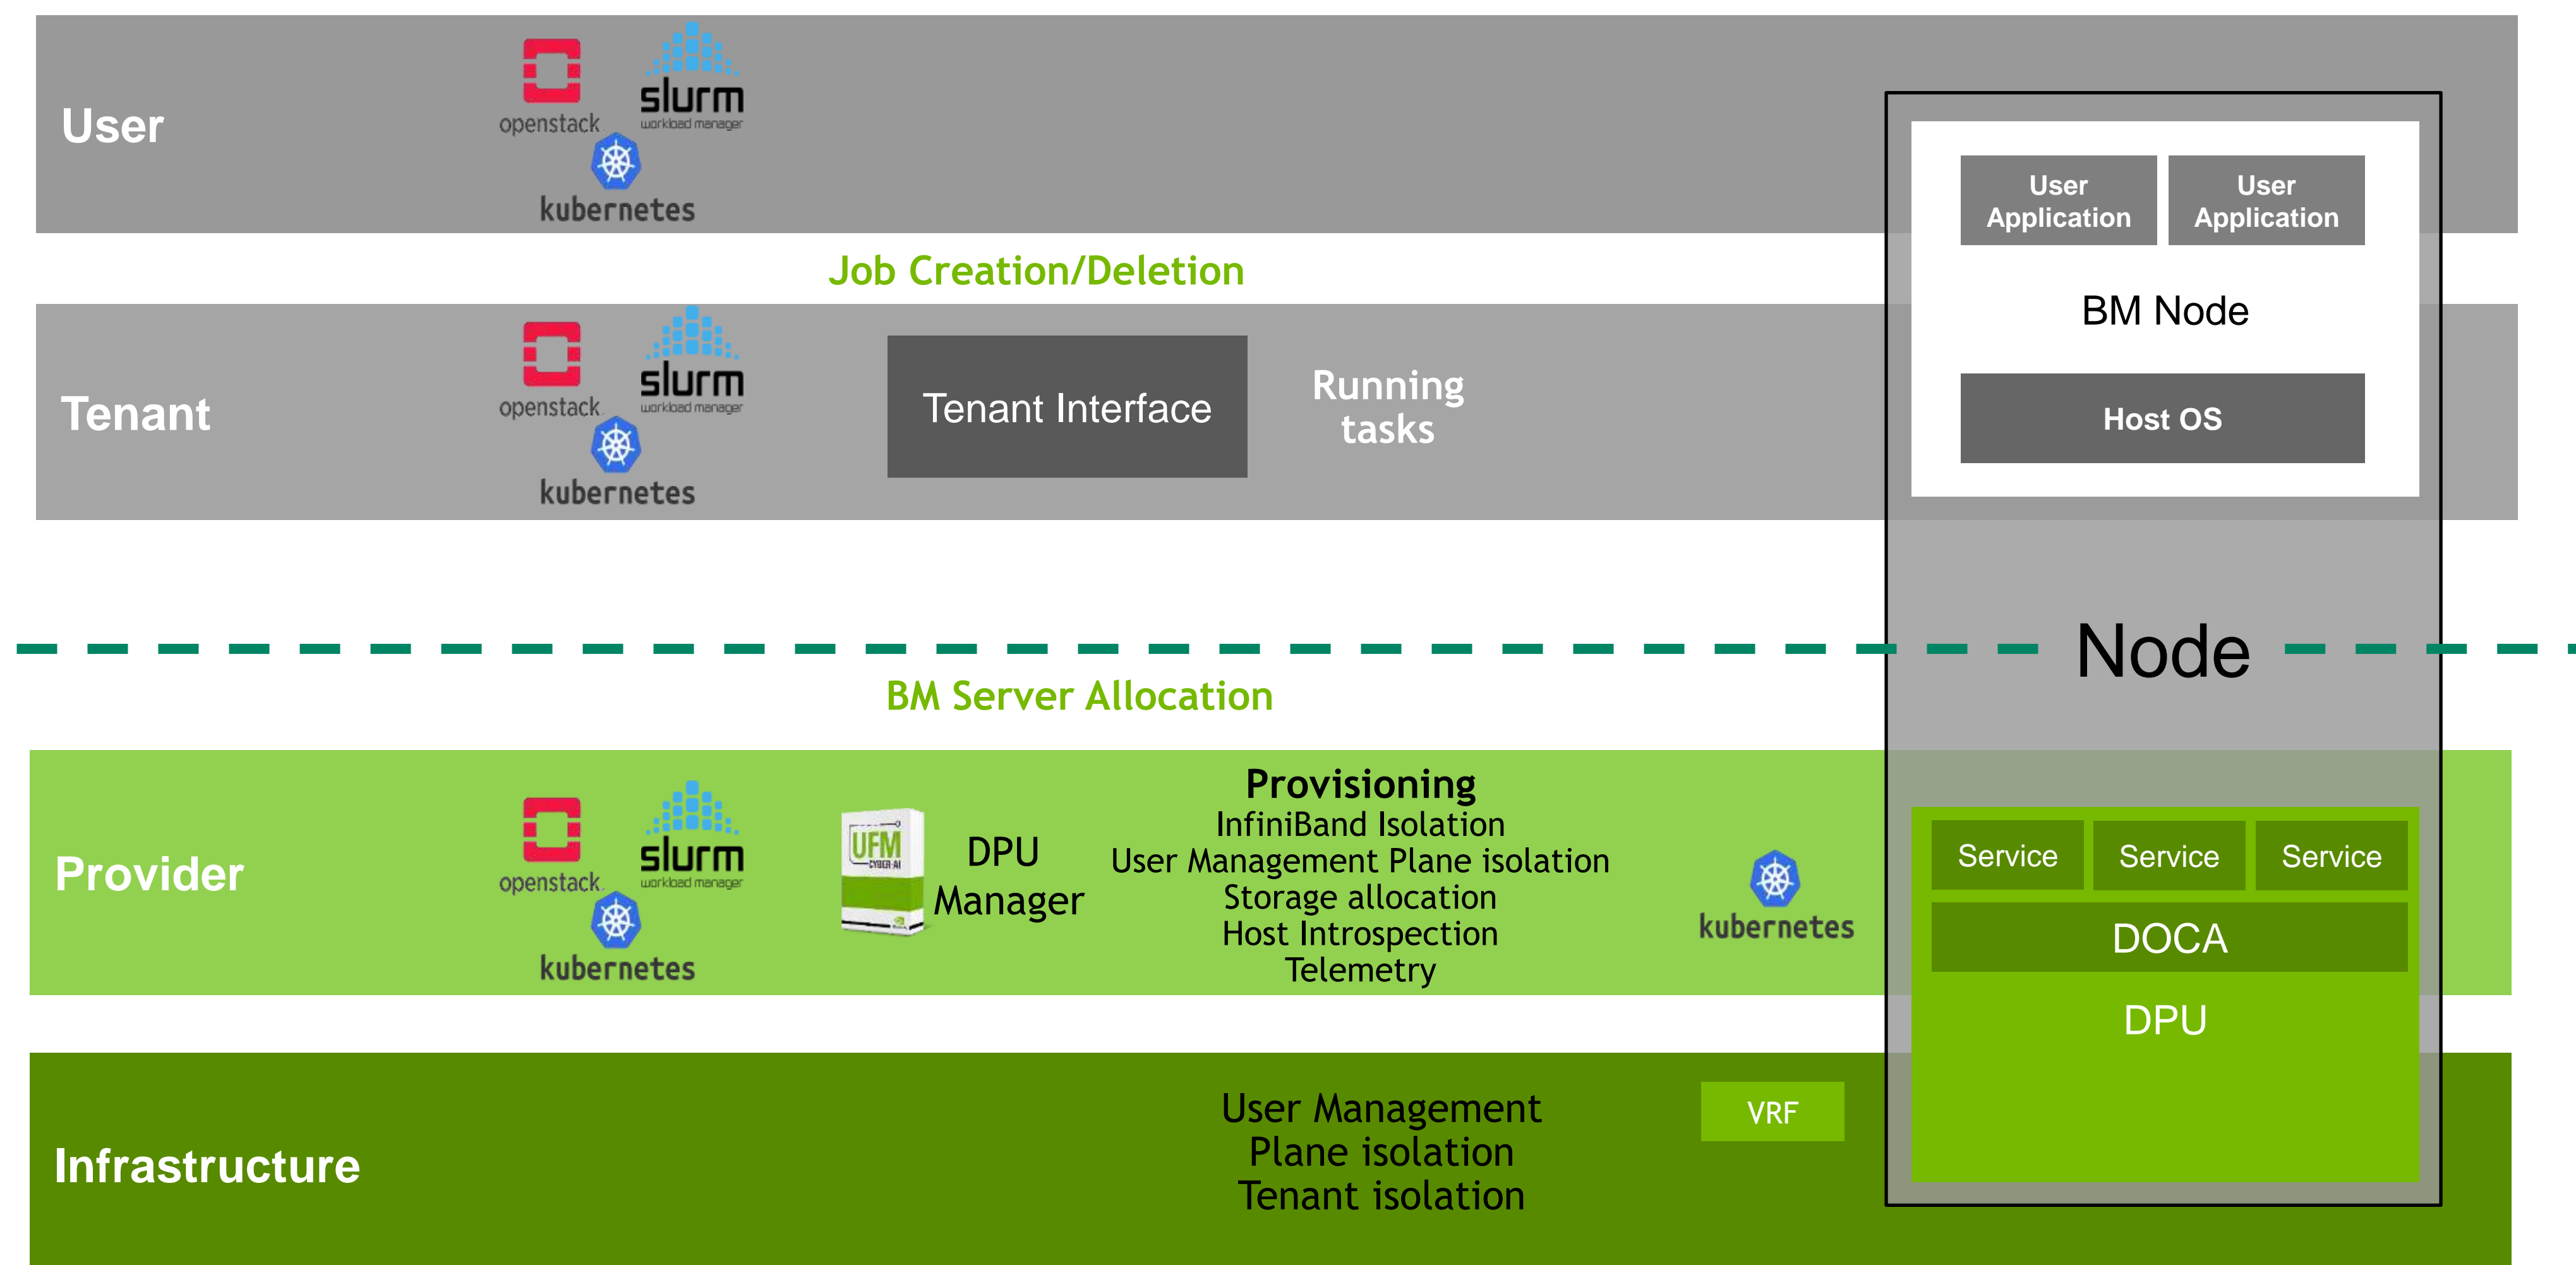 User
openstack
slurm
workload manager
kubernetes
User
Application
User
Application
Job Creation/Deletion
BM Node
Tenant
openstack
slurm
workload manager
kubernetes
Tenant Interface
Running
tasks
Host OS
Node
BM Server Allocation
Provider
openstack
slurm
workload manager
kubernetes
UFM
CYBER-AI
DPU
Manager
Provisioning
InfiniBand Isolation
User Management Plane isolation
Storage allocation
Host Introspection
Telemetry
kubernetes
Service
Service
Service
DOCA
DPU
Infrastructure
User Management
Plane isolation
Tenant isolation
VRF